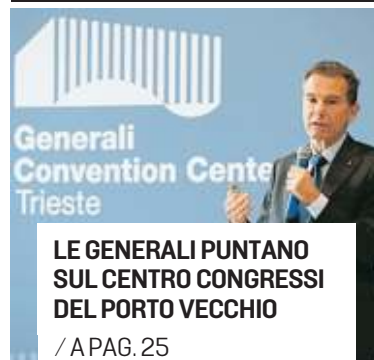 Generali
Convention Cente
Trieste
LE GENERALI PUNTANO
SUL CENTRO CONGRESSI
DEL PORTO VECCHIO
/ A PAG. 25